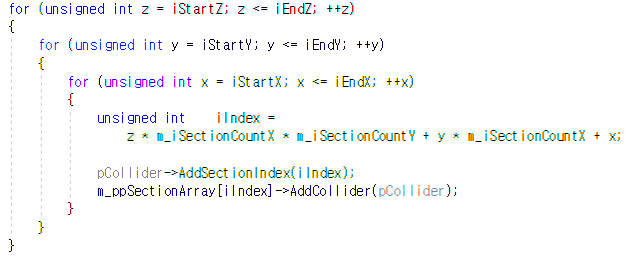 for (unsigned int z = iStartZ; z <= iEndZ; ++z)
{
for (unsigned int y = iStartY; y <= iEndY; ++y)
{
for (unsigned int x = iStartX; x <= iEndX; ++x)
{
unsigned int iIndex =
z * m_iSectionCountX * m_iSectionCountY + y * m_iSectionCountX + x;
pCollider->AddSectionIndex(iIndex);
m_ppSectionArray[iIndex]->AddCollider(pCollider);
}
}
}